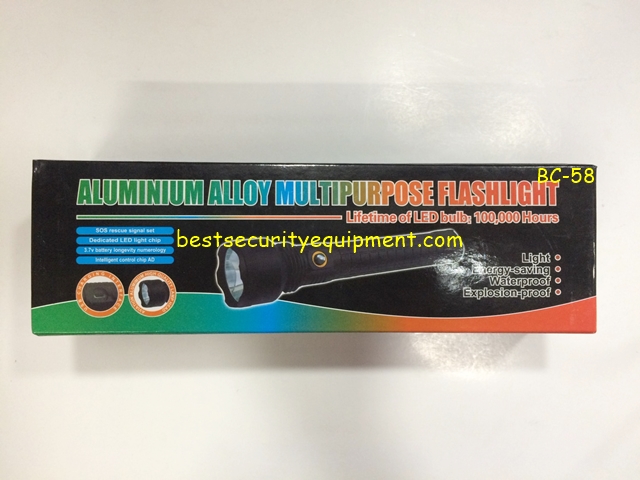 BC-58
ALUMINIUM ALLOY MULTIPURPOSE FLASHLIGHT
Lifetime of LED bulb: 100,000 Hours
SOS rescue signal set
Dedicated LED light chip
3.7v battery longevity numerology
Intelligent control chip AD
bestsecurityequipment.com
Light
Energy-saving
Waterproof
Explosion-proof